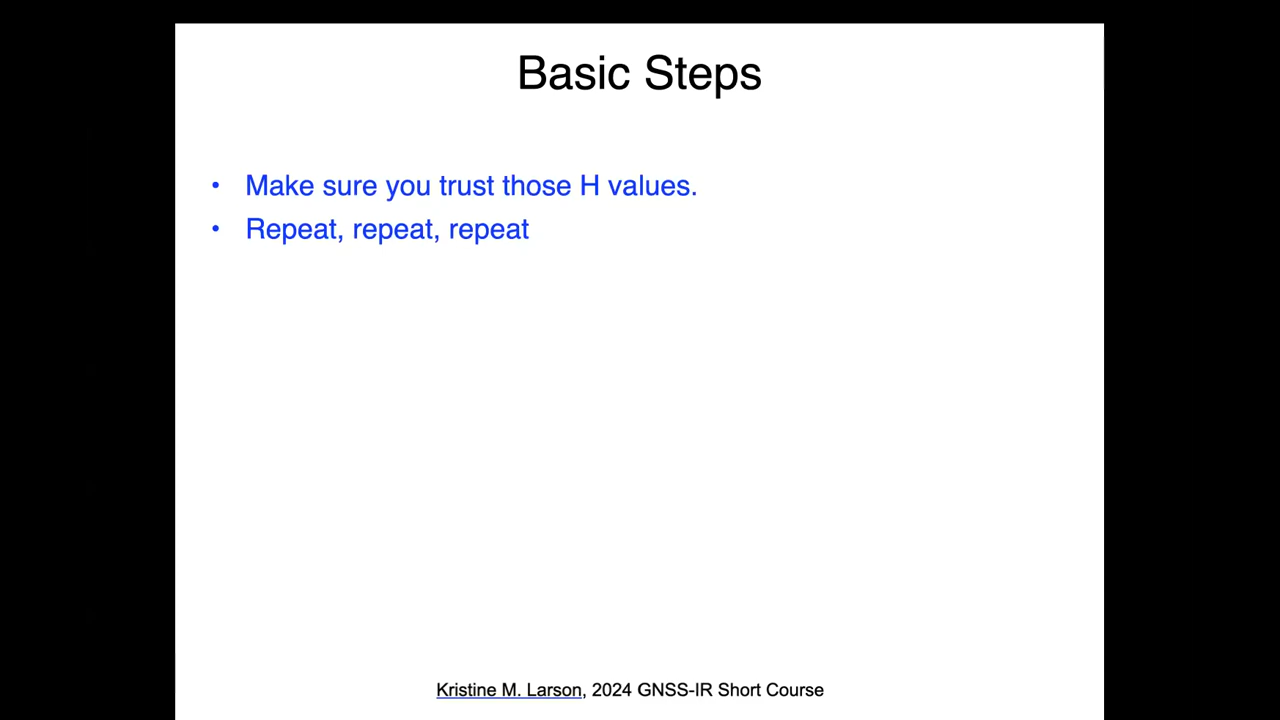 Basic Steps
• Make sure you trust those H values.
• Repeat, repeat, repeat
Kristine M. Larson, 2024 GNSS-IR Short Course